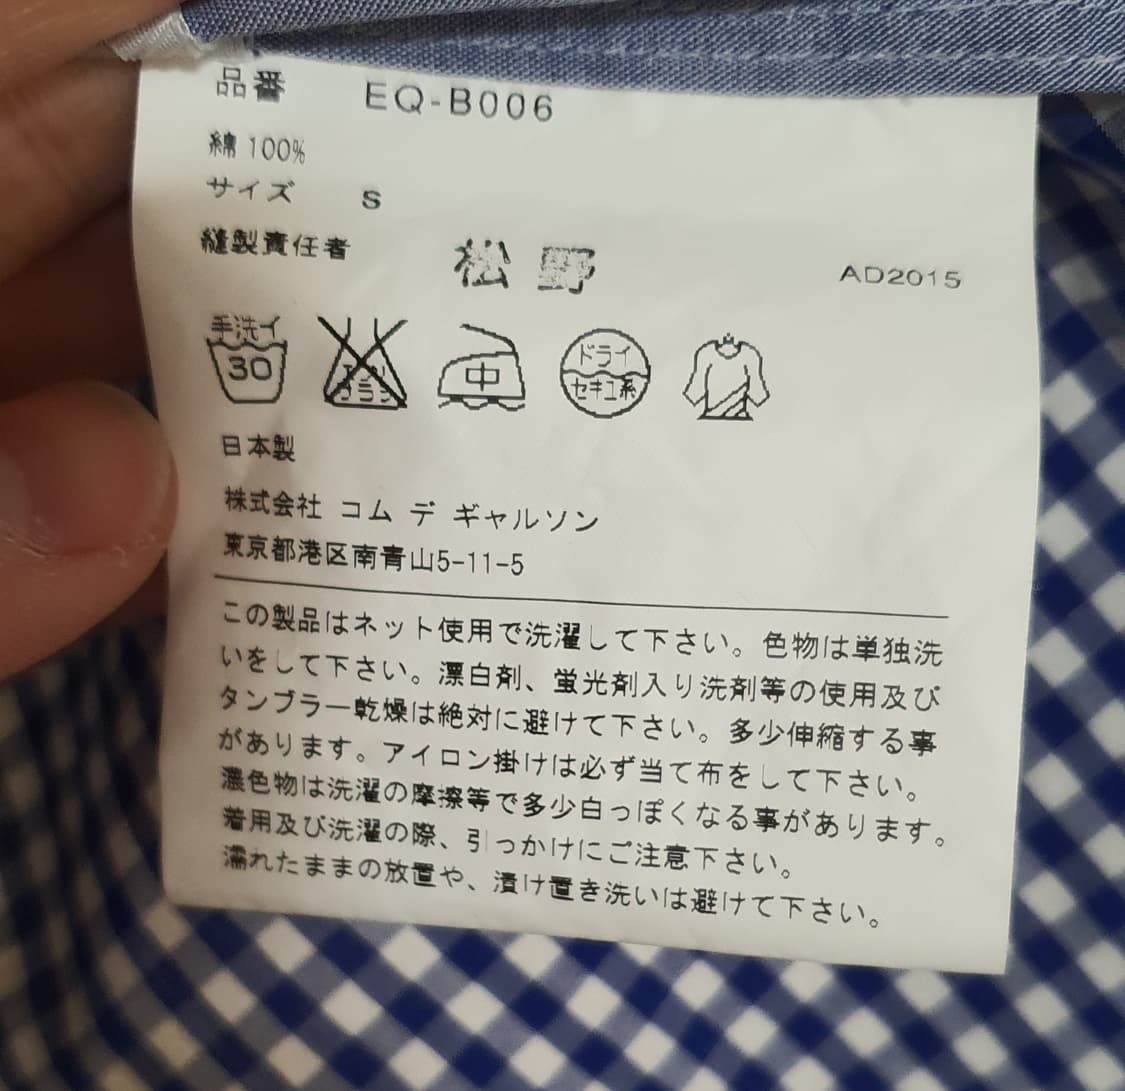 品番 EQ-B006
綿 100%
サイズ S
縫製責任者 松野 AD2015
手洗イ 30 エンソ サラシ 中 ドライ セキユ系
日本製
株式会社 コム デ ギャルソン
東京都港区南青山5-11-5
この製品はネット使用で洗濯して下さい。色物は単独洗
いをして下さい。漂白剤、蛍光剤入り洗剤等の使用及び
タンブラー乾燥は絶対に避けて下さい。多少伸縮する事
があります。アイロン掛けは必ず当て布をして下さい。
濃色物は洗濯の摩擦等で多少白っぽくなる事があります。
着用及び洗濯の際、引っかけにご注意下さい。
濡れたままの放置や、漬け置き洗いは避けて下さい。